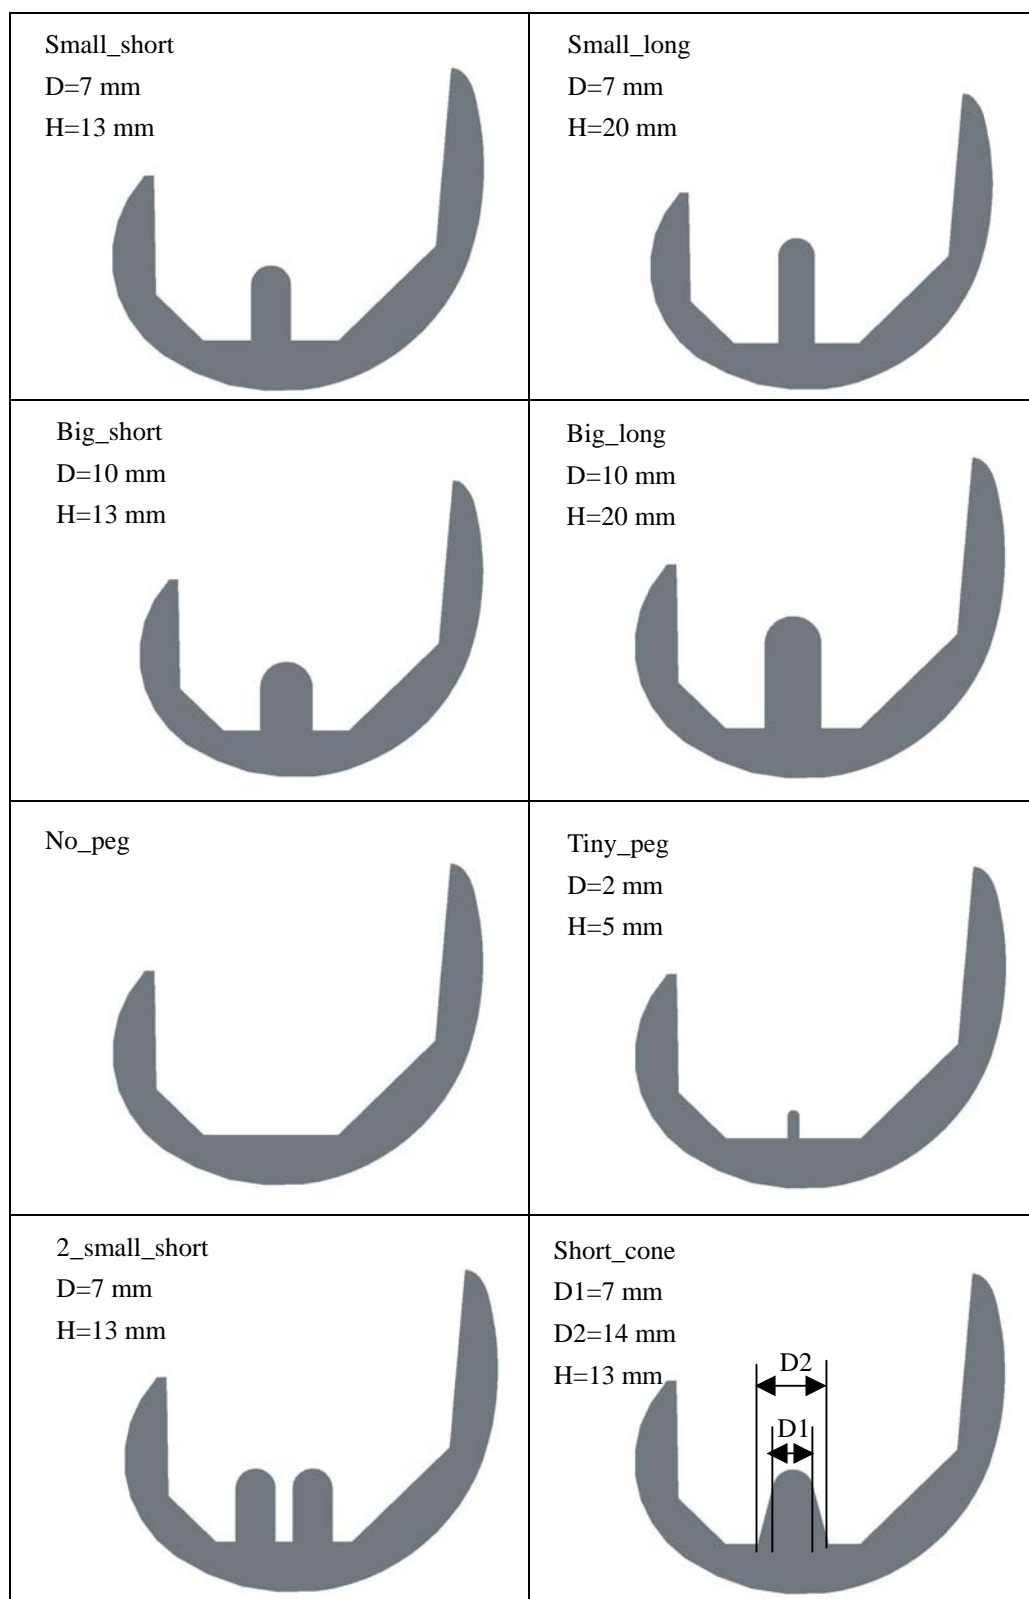 Small_short
D=7 mm
H=13 mm
Small_long
D=7 mm
H=20 mm
Big_short
D=10 mm
H=13 mm
Big_long
D=10 mm
H=20 mm
No_peg
Tiny_peg
D=2 mm
H=5 mm
2_small_short
D=7 mm
H=13 mm
Short_cone
D1=7 mm
D2=14 mm
H=13 mm
D2
D1